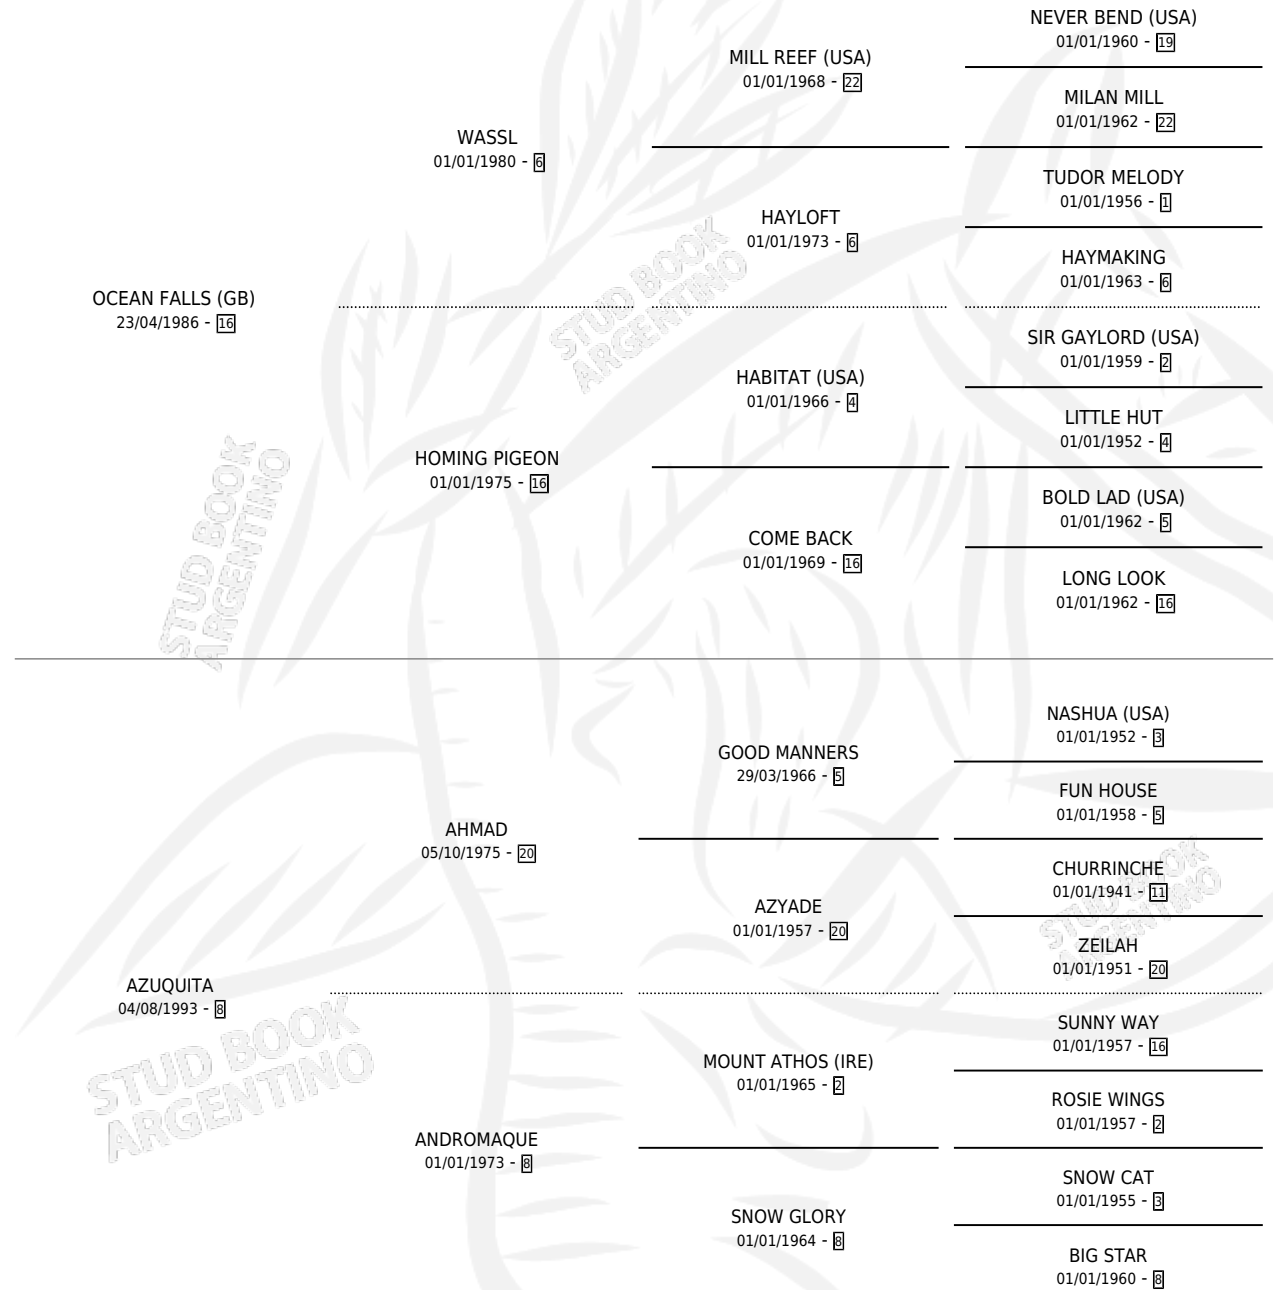 NEVER BEND (USA)
01/01/1960 - 19
MILL REEF (USA)
01/01/1968 - 22
MILAN MILL
01/01/1962 - 22
WASSL
01/01/1980 - 6
TUDOR MELODY
01/01/1956 - 1
HAYLOFT
01/01/1973 - 6
HAYMAKING
01/01/1963 - 6
OCEAN FALLS (GB)
23/04/1986 - 16
SIR GAYLORD (USA)
01/01/1959 - 2
HABITAT (USA)
01/01/1966 - 4
LITTLE HUT
01/01/1952 - 4
HOMING PIGEON
01/01/1975 - 16
BOLD LAD (USA)
01/01/1962 - 5
COME BACK
01/01/1969 - 16
LONG LOOK
01/01/1962 - 16
NASHUA (USA)
01/01/1952 - 3
GOOD MANNERS
29/03/1966 - 5
FUN HOUSE
01/01/1958 - 5
AHMAD
05/10/1975 - 20
CHURRINCHE
01/01/1941 - 11
AZYADE
01/01/1957 - 20
ZEILAH
01/01/1951 - 20
AZUQUITA
04/08/1993 - 8
SUNNY WAY
01/01/1957 - 16
MOUNT ATHOS (IRE)
01/01/1965 - 2
ROSIE WINGS
01/01/1957 - 2
ANDROMAQUE
01/01/1973 - 8
SNOW CAT
01/01/1955 - 3
SNOW GLORY
01/01/1964 - 8
BIG STAR
01/01/1960 - 8
STUD BOOK
ARGENTINO
STUD BOOK
ARGENTINO
STUD BOOK
ARGENTINO
STUD BOOK
ARGENTINO